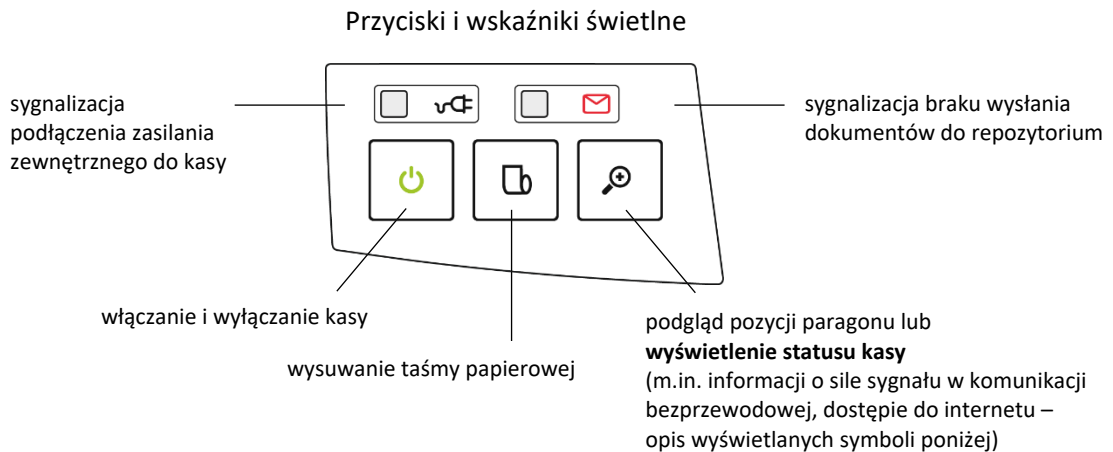 Przyciski i wskaźniki świetlne
sygnalizacja
podłączenia zasilania
zewnętrznego do kasy
sygnalizacja braku wysłania
dokumentów do repozytorium
włączanie i wyłączanie kasy
wysuwanie taśmy papierowej
podgląd pozycji paragonu lub
wyświetlenie statusu kasy
(m.in. informacji o sile sygnału w komunikacji
bezprzewodowej, dostępie do internetu –
opis wyświetlanych symboli poniżej)